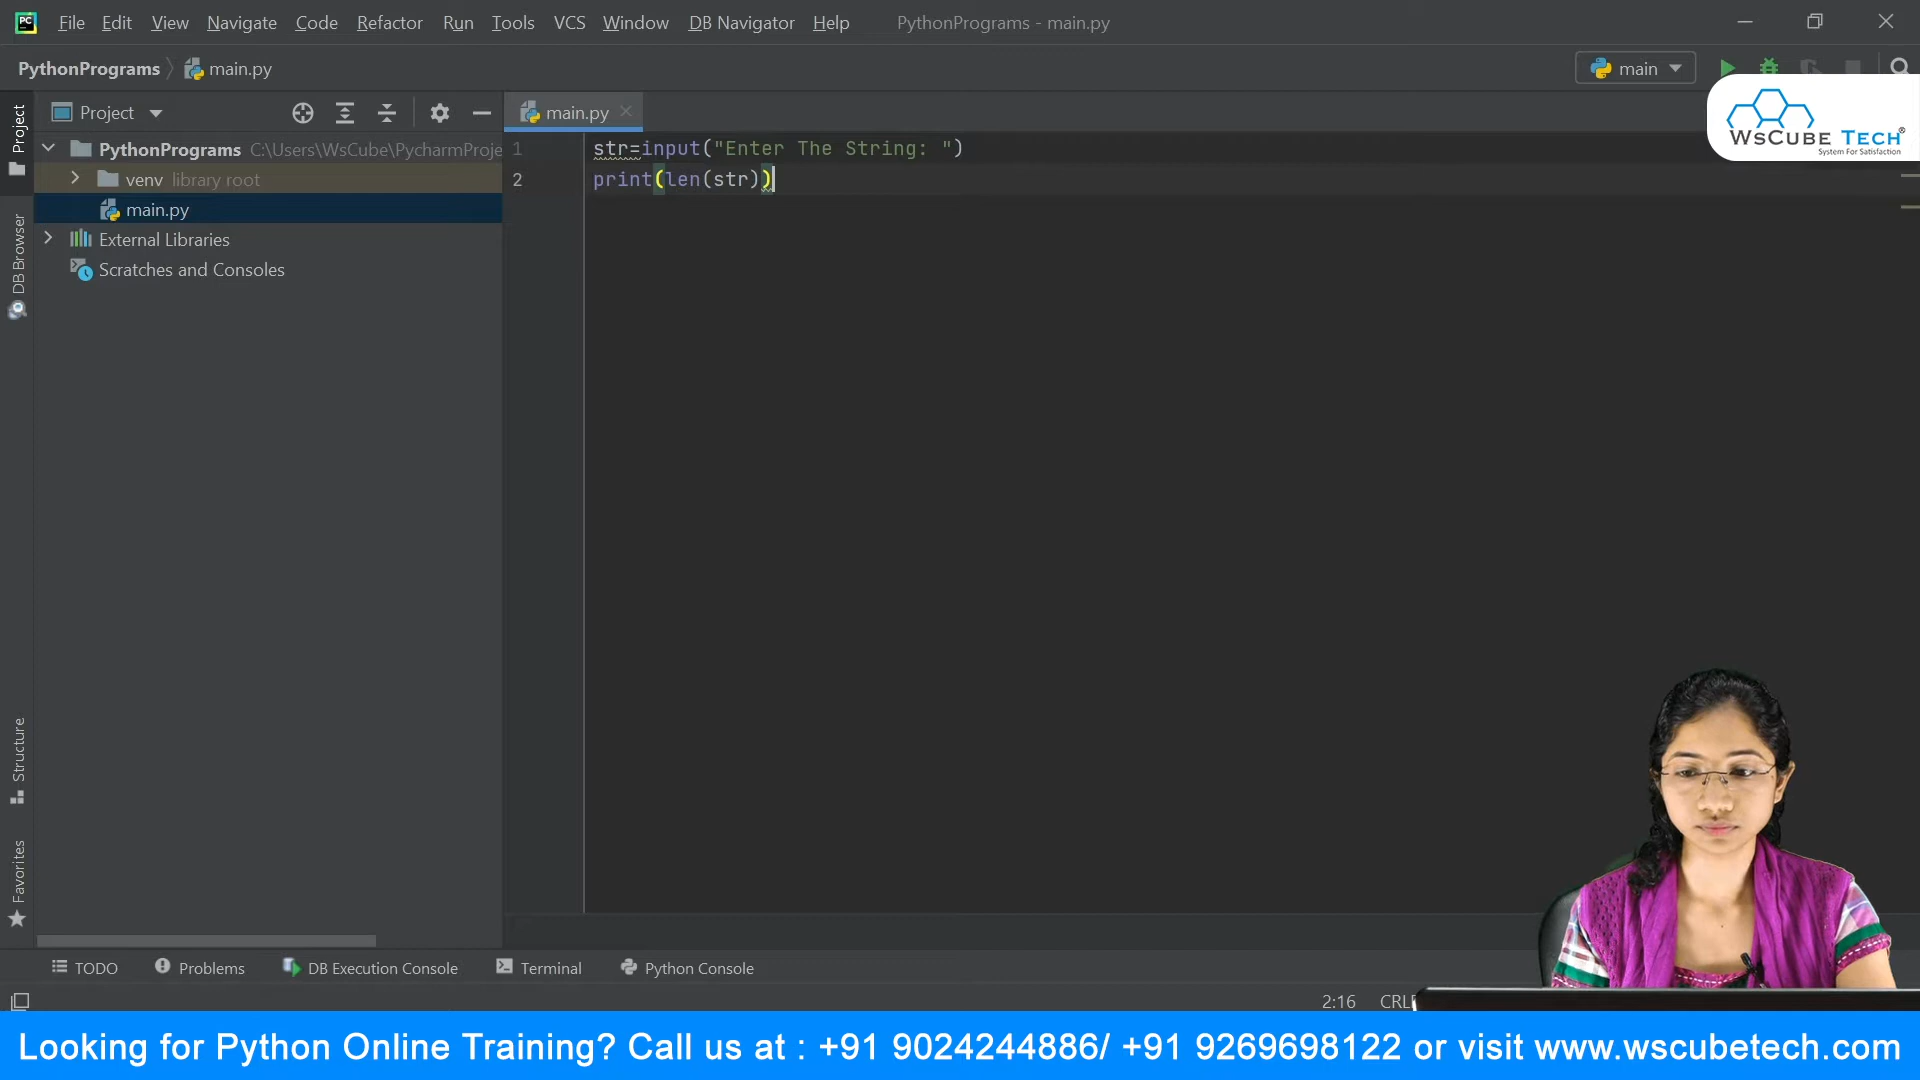 File Edit View Navigate Code Refactor Run Tools VCS Window DB Navigator Help PythonPrograms - main.py
PythonPrograms main.py main
Project main.py
WsCube Tech®
System For Satisfaction
Project
DB Browser
Structure
Favorites
PythonPrograms C:\Users\WsCube\PycharmProje
venv library root
main.py
External Libraries
Scratches and Consoles
1 str=input("Enter The String: ")
2 print(len(str))
TODO Problems DB Execution Console Terminal Python Console
2:16 CRL
Looking for Python Online Training? Call us at : +91 9024244886/ +91 9269698122 or visit www.wscubetech.com